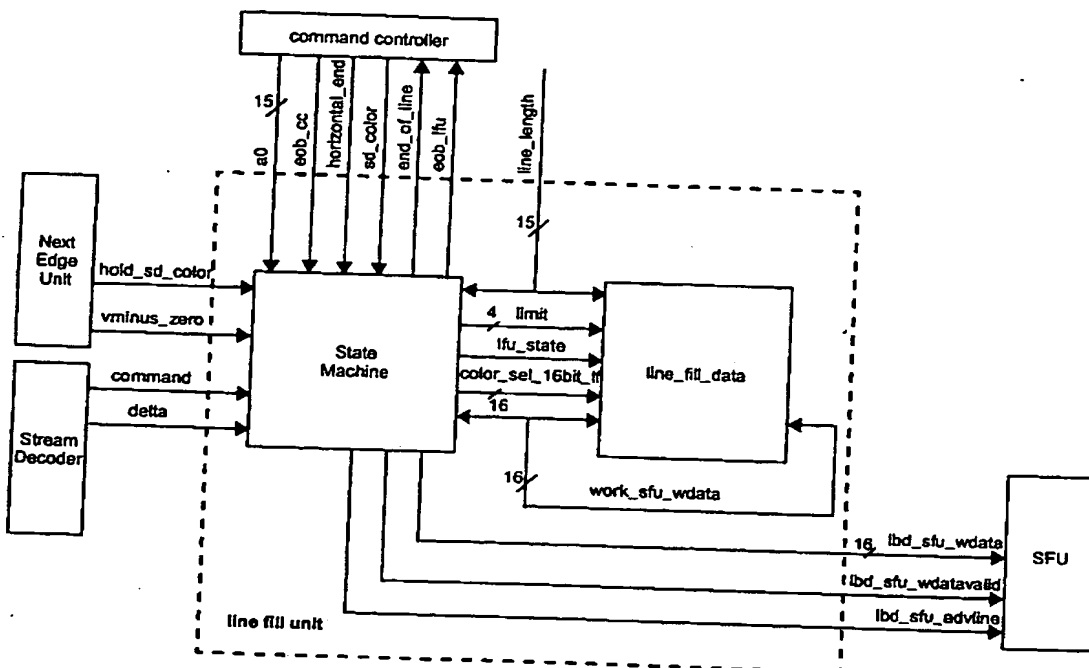 command controller
15
a0
eob_cc
horizontal_end
sd_color
end_of_line
eob_lfu
line_length
15
Next
Edge
Unit
hold_sd_color
vminus_zero
State
Machine
4
limit
lfu_state
color_sel_16bit_lf
16
line_fill_data
command
delta
Stream
Decoder
16
work_sfu_wdata
16
lbd_sfu_wdata
SFU
lbd_sfu_wdatavalid
lbd_sfu_advline
line fill unit